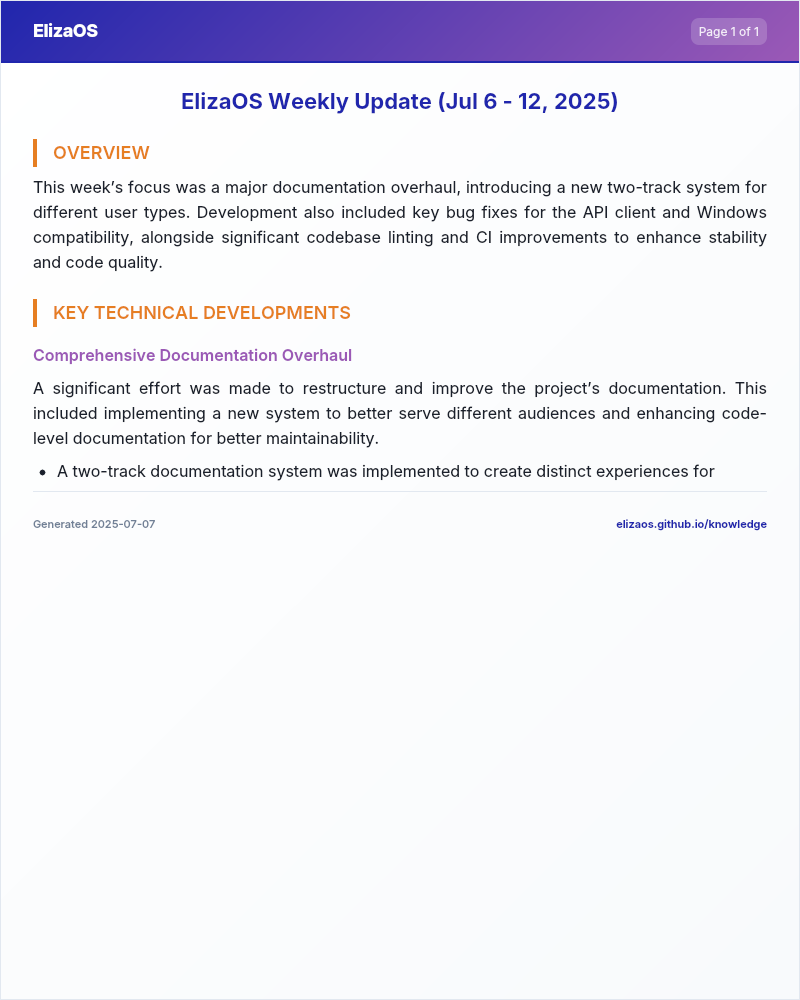 ElizaOS
Page 1 of 1
ElizaOS Weekly Update (Jul 6 - 12, 2025)
OVERVIEW
This week’s focus was a major documentation overhaul, introducing a new two-track system for
different user types. Development also included key bug fixes for the API client and Windows
compatibility, alongside significant codebase linting and CI improvements to enhance stability
and code quality.
KEY TECHNICAL DEVELOPMENTS
Comprehensive Documentation Overhaul
A significant effort was made to restructure and improve the project’s documentation. This
included implementing a new system to better serve different audiences and enhancing code-
level documentation for better maintainability.
• A two-track documentation system was implemented to create distinct experiences for
Generated 2025-07-07
elizaos.github.io/knowledge